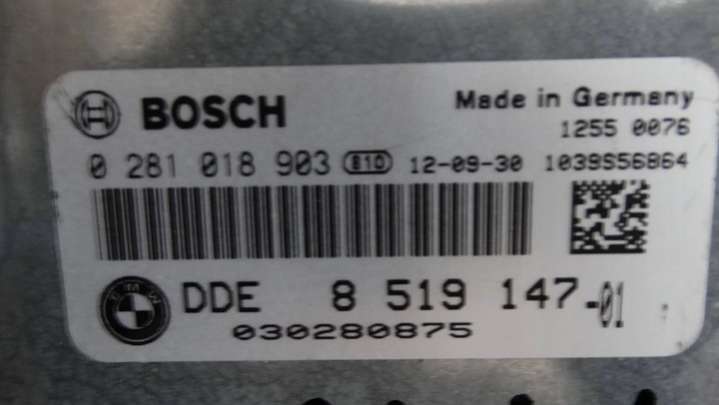 BOSCH
Made in Germany
1255 0076
0 281 018 903 810 12-09-30 1039S56864
BMW
DDE 8 519 147-01
030280875